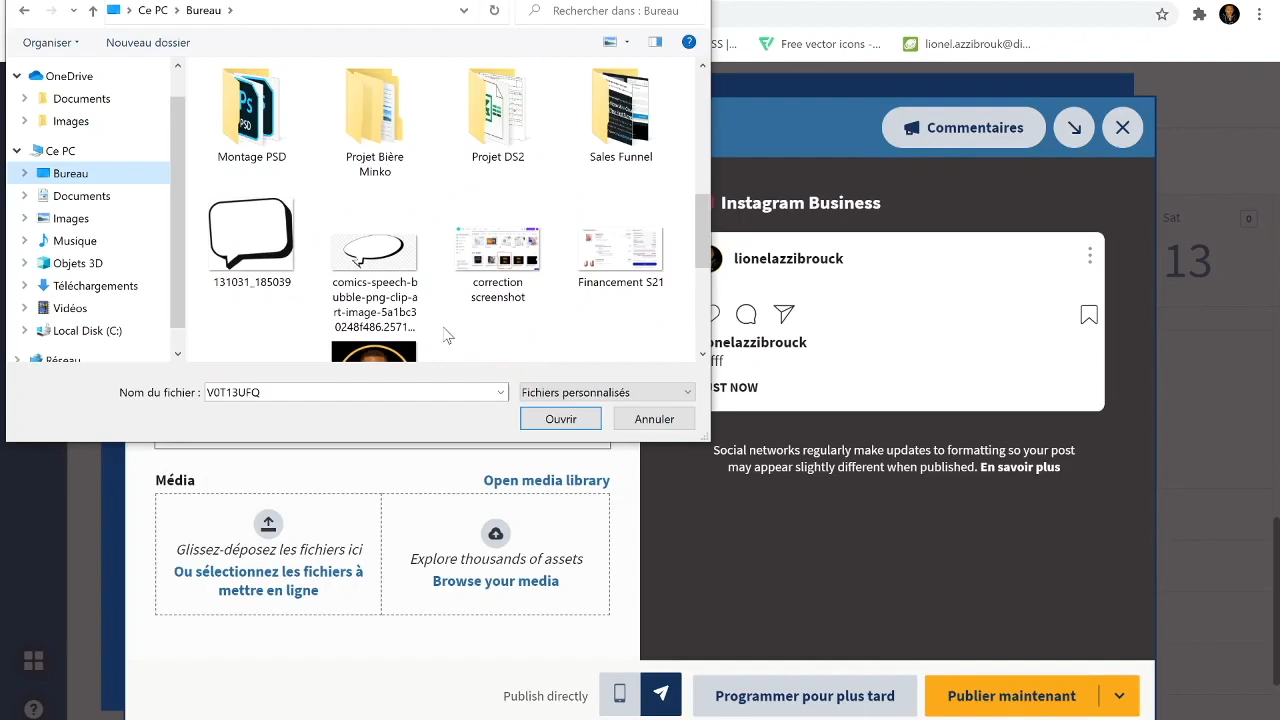 Ce PC > Bureau >
Rechercher dans : Bureau
Organiser
Nouveau dossier
OneDrive
Documents
Images
Ce PC
Bureau
Documents
Images
Musique
Objets 3D
Téléchargements
Vidéos
Local Disk (C:)
Réseau
Montage PSD
Projet Bière
Minko
Projet DS2
Sales Funnel
131031_185039
comics-speech-b
ubble-png-clip-a
rt-image-5a1bc3
0248f486.2571...
correction
screenshot
Financement S21
Nom du fichier :
V0T13UFQ
Fichiers personnalisés
Ouvrir
Annuler
SS |...
Free vector icons -...
lionel.azzibrouk@di...
Commentaires
Instagram Business
lionelazzibrouck
onelazzibrouck
fff
UST NOW
Social networks regularly make updates to formatting so your post
may appear slightly different when published. En savoir plus
Sat
0
13
Média
Open media library
Glissez-déposez les fichiers ici
Ou sélectionnez les fichiers à
mettre en ligne
Explore thousands of assets
Browse your media
Publish directly
Programmer pour plus tard
Publier maintenant